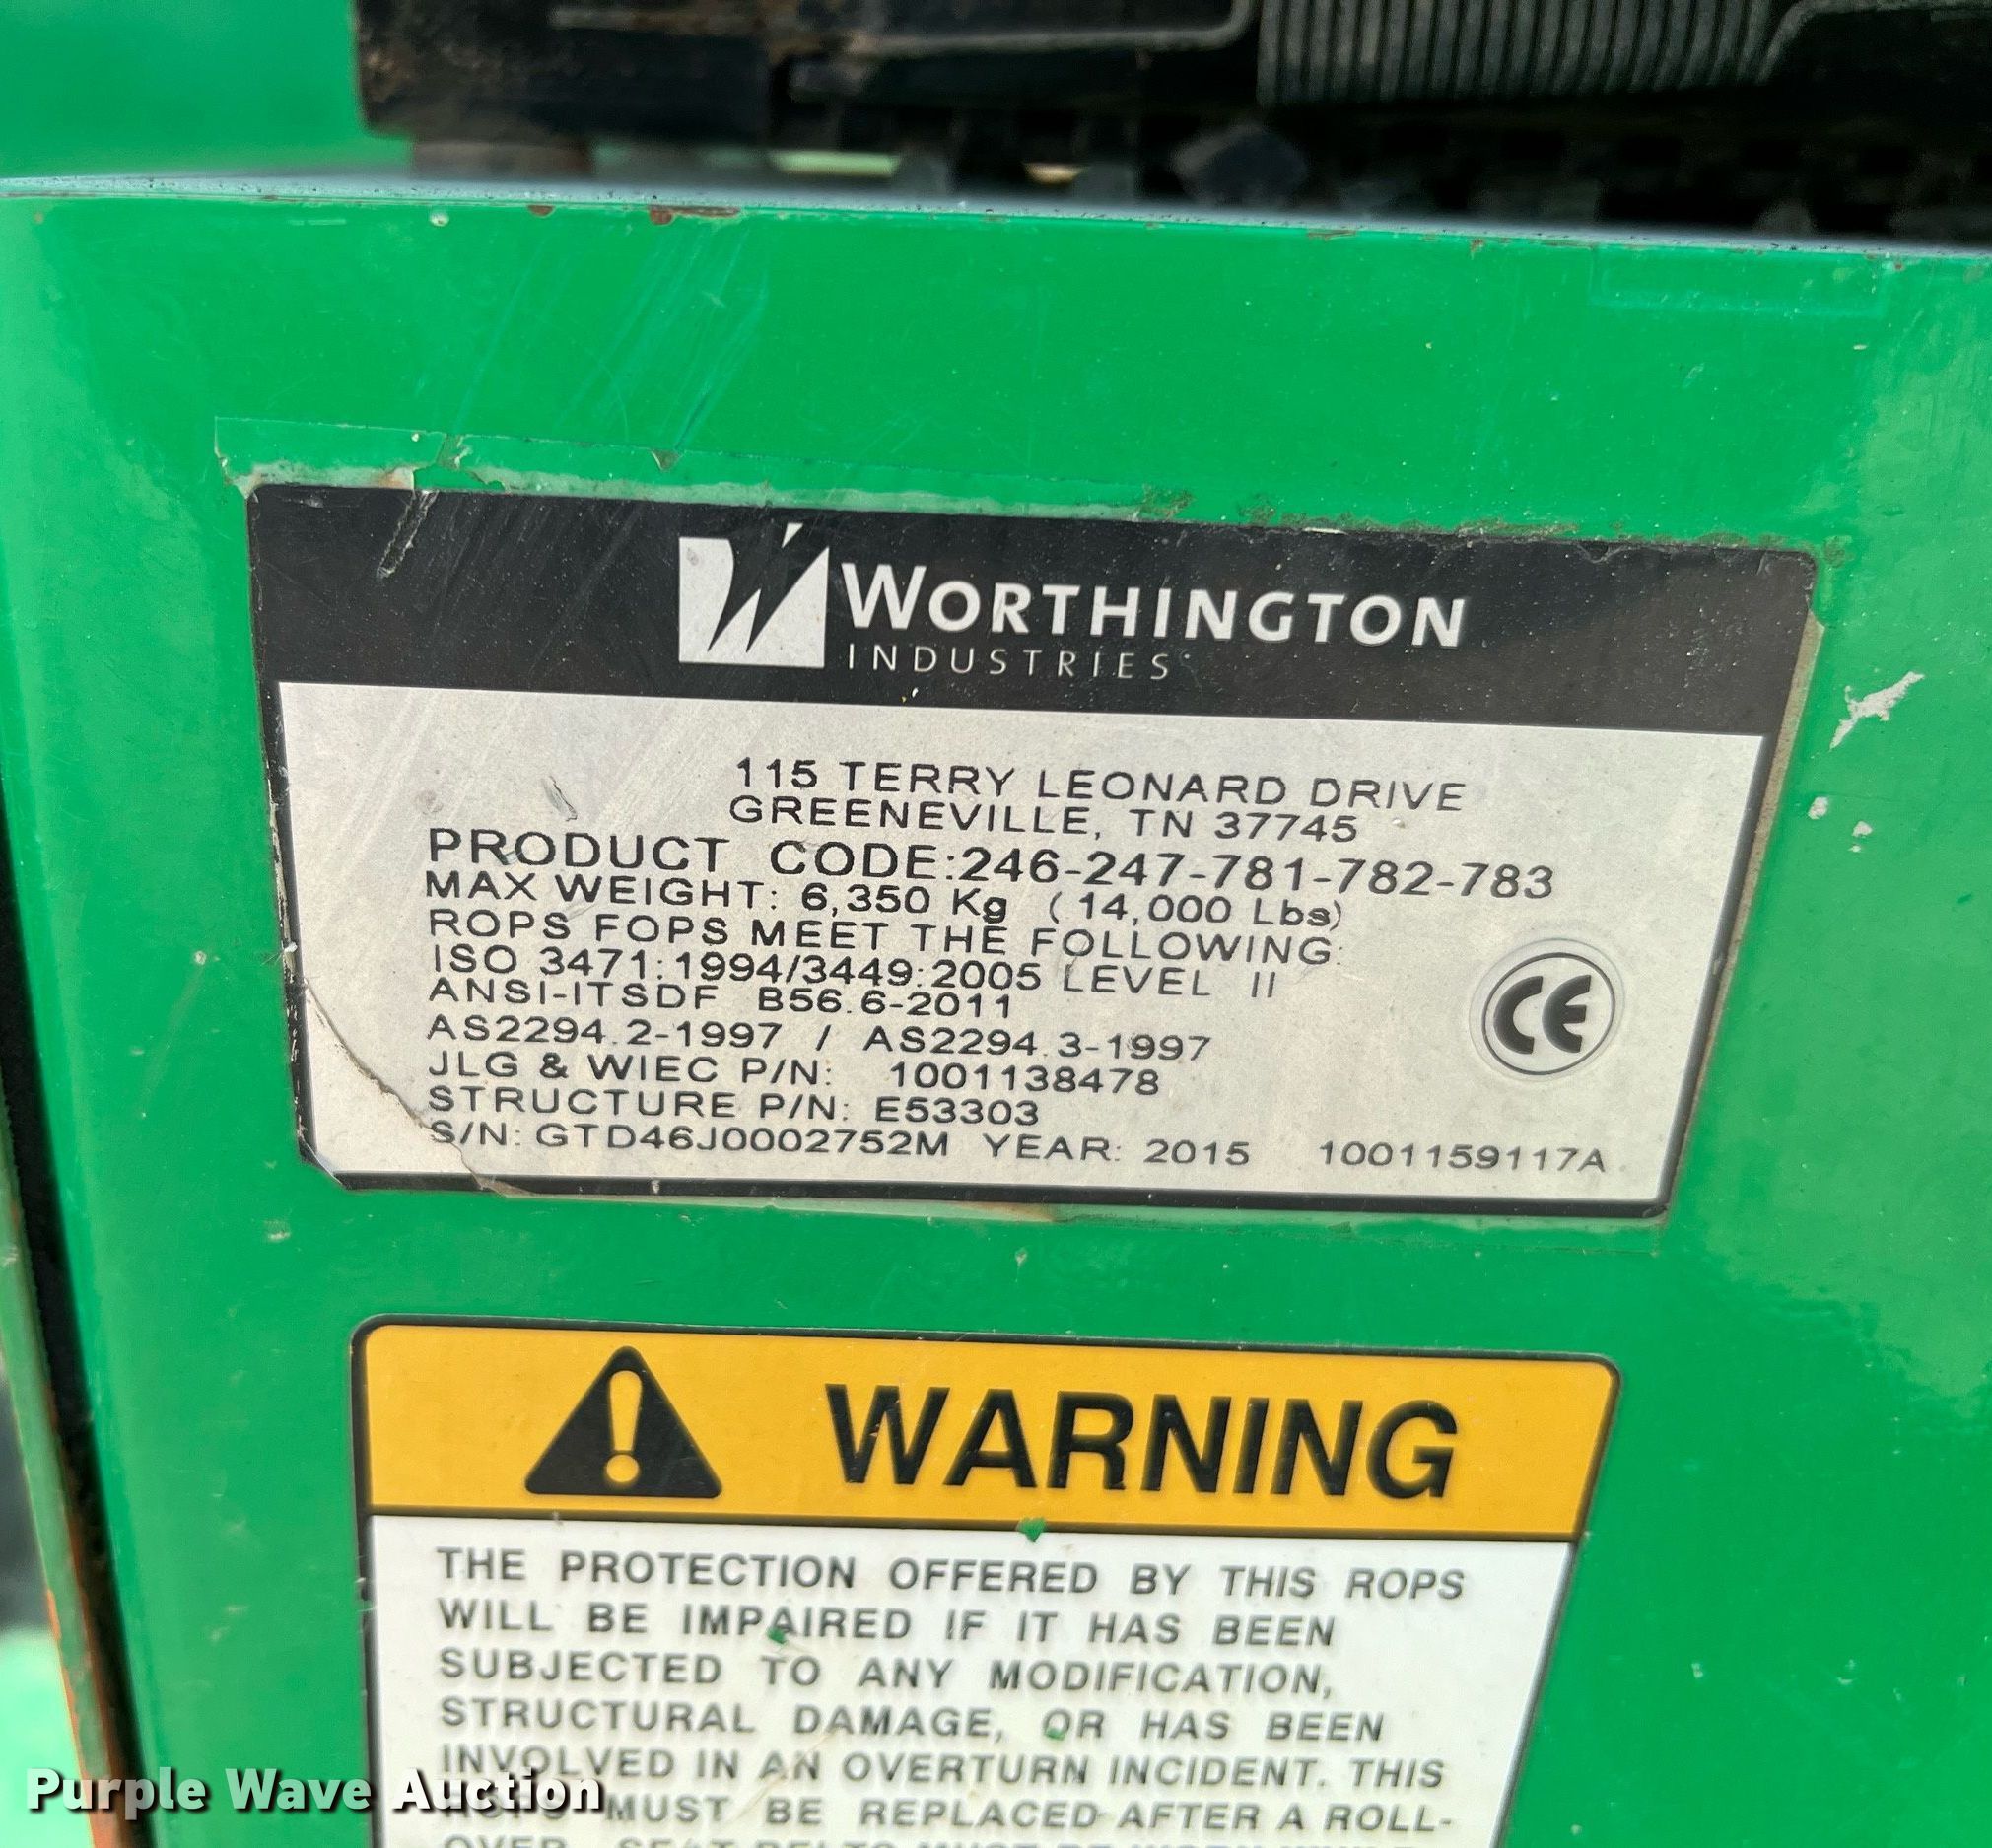 WORTHINGTON
INDUSTRIES
115 TERRY LEONARD DRIVE
GREENEVILLE, TN 37745
PRODUCT CODE:246-247-781-782-783
MAX WEIGHT: 6,350 Kg (14,000 Lbs)
ROPS FOPS MEET THE FOLLOWING:
ISO 3471:1994/3449:2005 LEVEL II
ANSI-ITSDF B56.6-2011
AS2294.2-1997 / AS2294.3-1997
JLG & WIEC P/N: 1001138478
STRUCTURE P/N: E53303
S/N: GTD46J0002752M YEAR: 2015 1001159117A
CE
WARNING
THE PROTECTION OFFERED BY THIS ROPS
WILL BE IMPAIRED IF IT HAS BEEN
SUBJECTED TO ANY MODIFICATION,
STRUCTURAL DAMAGE, OR HAS BEEN
INVOLVED IN AN OVERTURN INCIDENT. THIS
MUST BE REPLACED AFTER A ROLL-
Purple Wave Auction